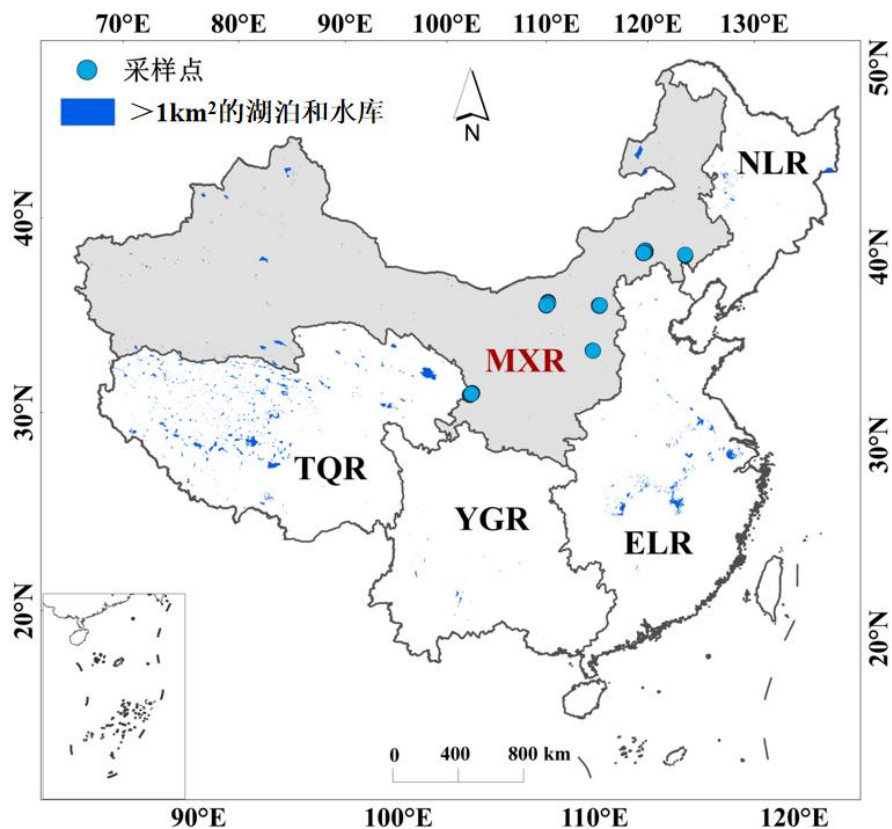 70°E 80°E 90°E 100°E 110°E 120°E 130°E
采样点
>1km²的湖泊和水库
N
50°N
NLR
40°N
40°N
MXR
30°N
30°N
TQR
YGR
ELR
20°N
20°N
0 400 800 km
90°E 100°E 110°E 120°E